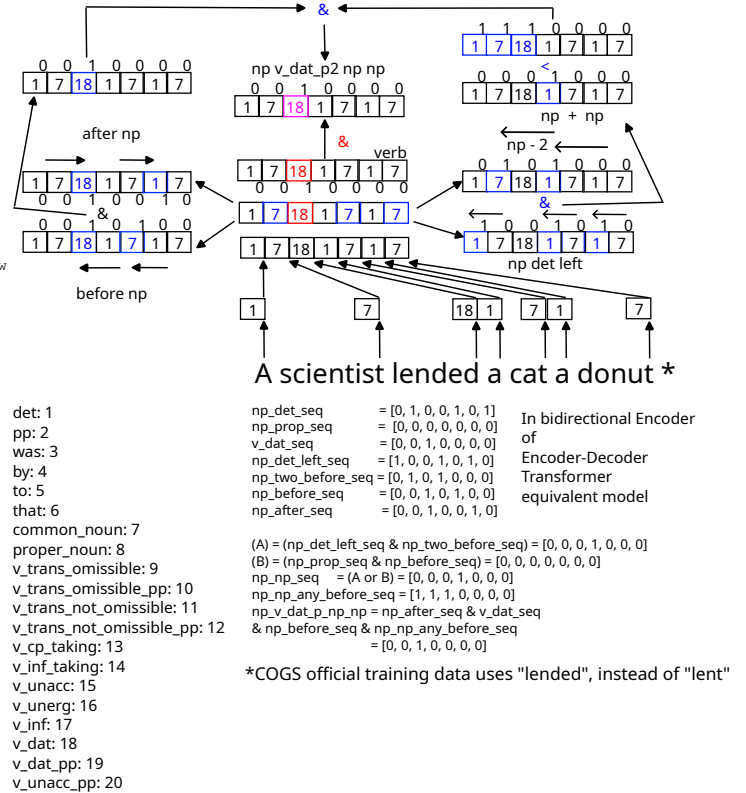 &
0 0 1 0 0 0 0
1 7 18 1 7 1 7
after np
0 0 1 0 0 1 0
1 7 18 1 7 1 7
&
0 0 1 0 1 0 0
1 7 18 1 7 1 7
before np
w
np v_dat_p2 np np
0 0 1 0 0 0 0
1 7 18 1 7 1 7
&
verb
1 7 18 1 7 1 7
0 0 1 0 0 0 0
1 7 18 1 7 1 7
1 7 18 1 7 1 7
1 1 1 0 0 0 0
1 7 18 1 7 1 7
<
0 0 0 1 0 0 0
1 7 18 1 7 1 7
np + np
np - 2
0 1 0 1 0 0 0
1 7 18 1 7 1 7
&
1 0 0 1 0 1 0
1 7 18 1 7 1 7
np det left
1 7 18 1 7 1 7
A scientist lended a cat a donut *
det: 1
pp: 2
was: 3
by: 4
to: 5
that: 6
common_noun: 7
proper_noun: 8
v_trans_omissible: 9
v_trans_omissible_pp: 10
v_trans_not_omissible: 11
v_trans_not_omissible_pp: 12
v_cp_taking: 13
v_inf_taking: 14
v_unacc: 15
v_unerg: 16
v_inf: 17
v_dat: 18
v_dat_pp: 19
v_unacc_pp: 20
np_det_seq = [0, 1, 0, 0, 1, 0, 1]
np_prop_seq = [0, 0, 0, 0, 0, 0, 0]
v_dat_seq = [0, 0, 1, 0, 0, 0, 0]
np_det_left_seq = [1, 0, 0, 1, 0, 1, 0]
np_two_before_seq = [0, 1, 0, 1, 0, 0, 0]
np_before_seq = [0, 0, 1, 0, 1, 0, 0]
np_after_seq = [0, 0, 1, 0, 0, 1, 0]
In bidirectional Encoder
of
Encoder-Decoder
Transformer
equivalent model
(A) = (np_det_left_seq & np_two_before_seq) = [0, 0, 0, 1, 0, 0, 0]
(B) = (np_prop_seq & np_before_seq) = [0, 0, 0, 0, 0, 0, 0]
np_np_seq = (A or B) = [0, 0, 0, 1, 0, 0, 0]
np_np_any_before_seq = [1, 1, 1, 0, 0, 0, 0]
np_v_dat_p_np_np = np_after_seq & v_dat_seq
& np_before_seq & np_np_any_before_seq
= [0, 0, 1, 0, 0, 0, 0]
*COGS official training data uses "lended", instead of "lent"